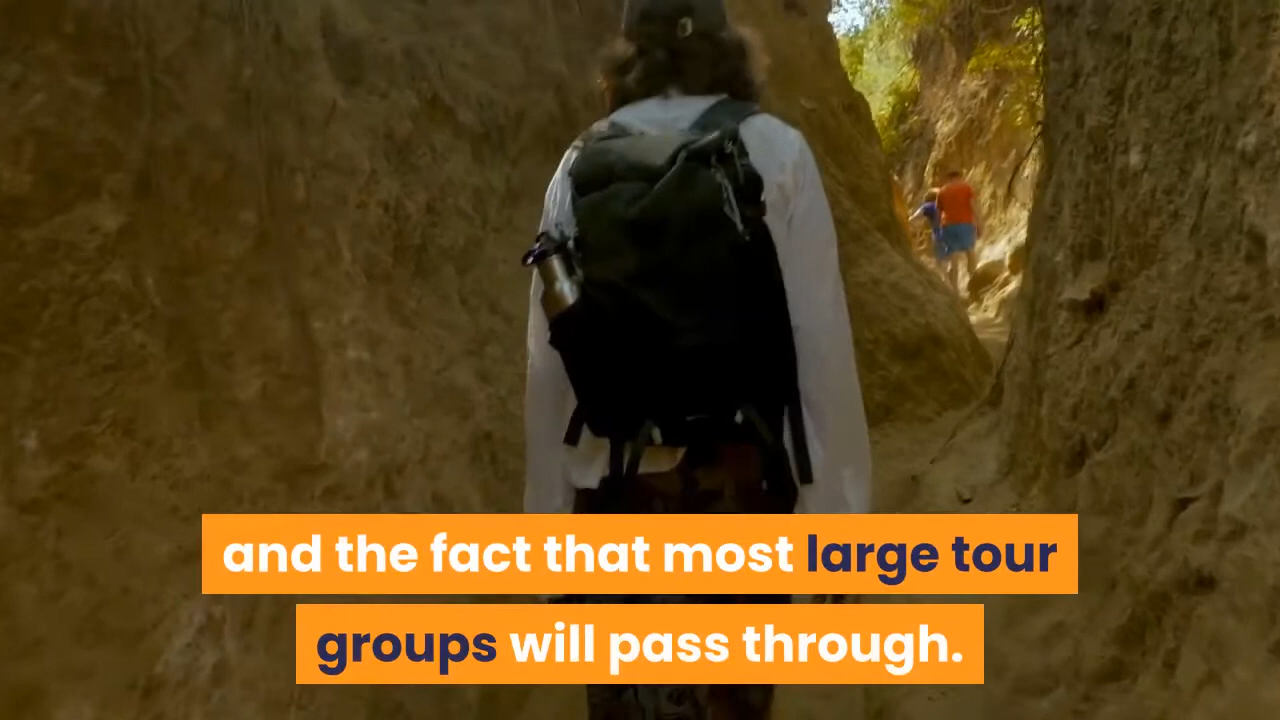 and the fact that most large tour
groups will pass through.